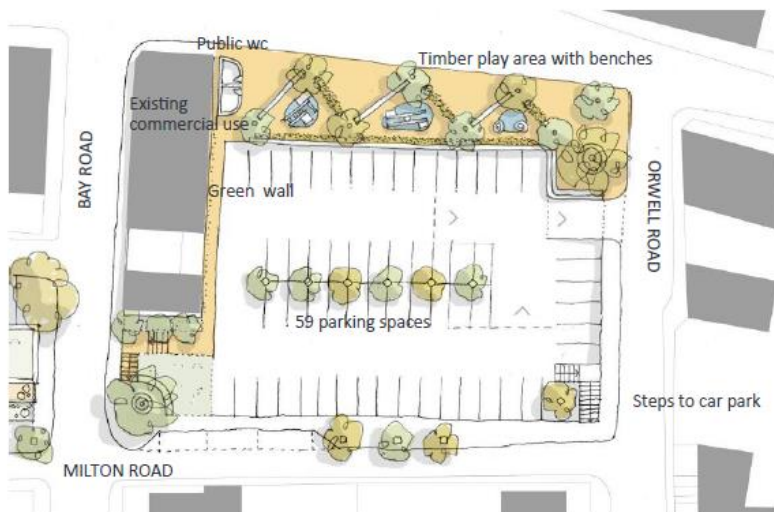 Public wc
Timber play area with benches
Existing
commercial use
BAY ROAD
Green wall
ORWELL ROAD
59 parking spaces
Steps to car park
MILTON ROAD